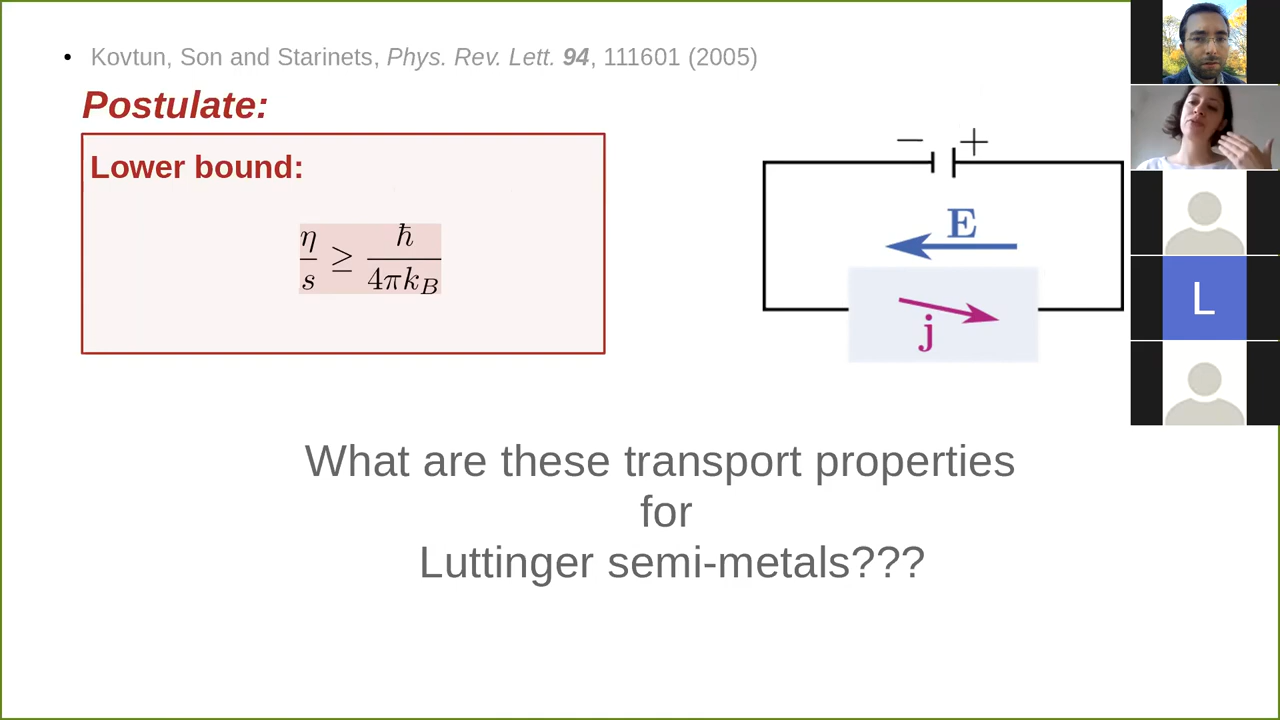 • Kovtun, Son and Starinets, Phys. Rev. Lett. 94, 111601 (2005)
Postulate:
Lower bound:
η/s ≥ ħ/4πk_B
− +
E
j
L
What are these transport properties
for
Luttinger semi-metals???